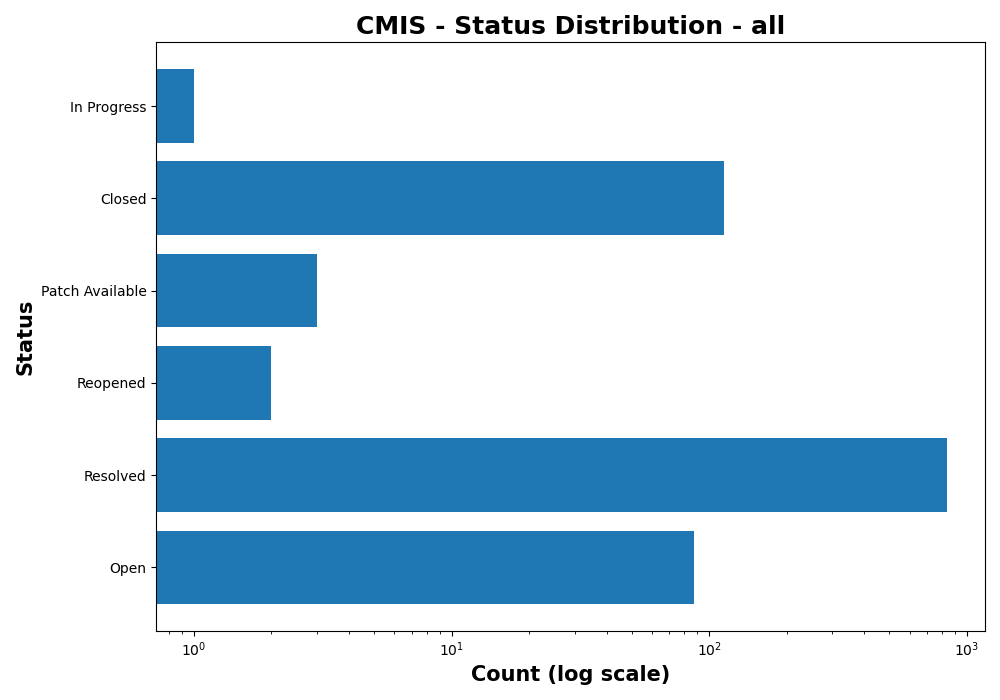 CMIS - Status Distribution - all
In Progress
Closed
Patch Available
Reopened
Resolved
Open
Status
10⁰ 10¹ 10² 10³
Count (log scale)